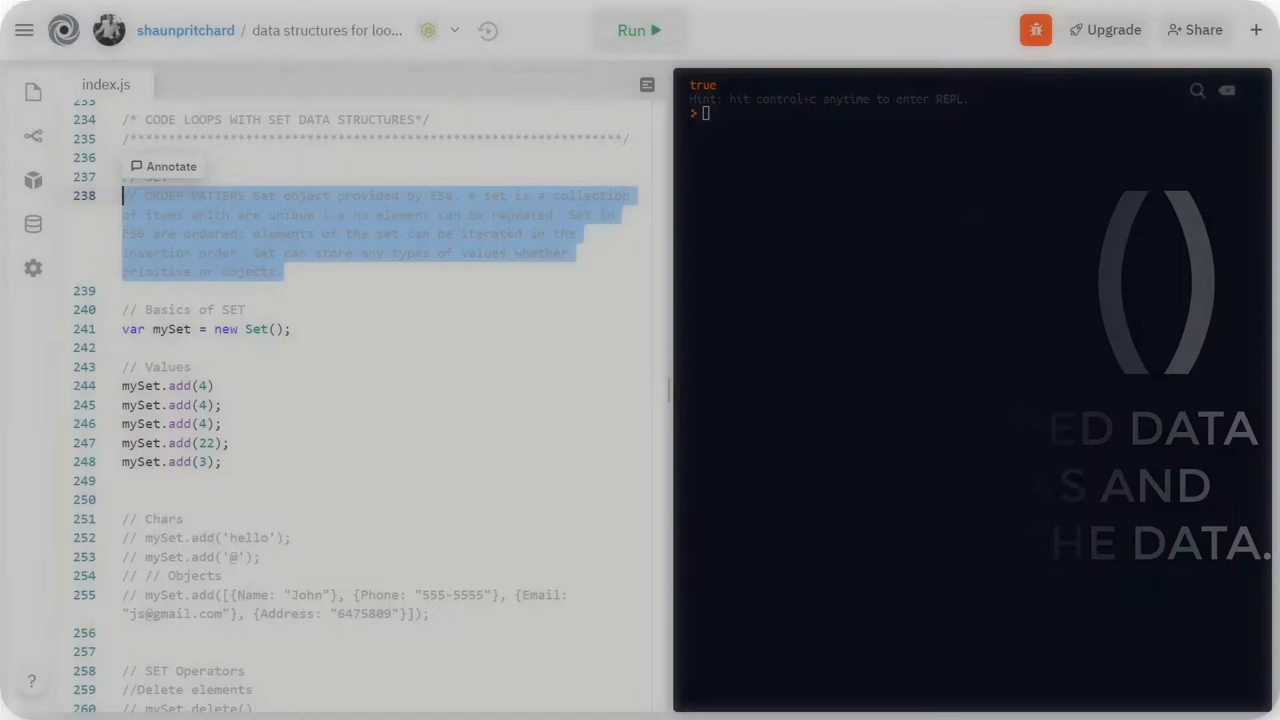 shaunpritchard / data structures for loo...
Run
Upgrade
Share
index.js
233
234 /* CODE LOOPS WITH SET DATA STRUCTURES*/
235 /****************************************************************/
236
Annotate
237 // SET
238 // ORDER MATTERS Set object provided by ES6. A set is a collection
of items which are unique i.e no element can be repeated. Set in
ES6 are ordered: elements of the set can be iterated in the
insertion order. Set can store any types of values whether
primitive or objects.
239
240 // Basics of SET
241 var mySet = new Set();
242
243 // Values
244 mySet.add(4)
245 mySet.add(4);
246 mySet.add(4);
247 mySet.add(22);
248 mySet.add(3);
249
250
251 // Chars
252 // mySet.add('hello');
253 // mySet.add('@');
254 // // Objects
255 // mySet.add([{Name: "John"}, {Phone: "555-5555"}, {Email:
"js@gmail.com"}, {Address: "6475809"}]);
256
257
258 // SET Operators
259 //Delete elements
260 // mySet.delete()
?
true
Hint: hit control+c anytime to enter REPL.
>
()
ED DATA
S AND
HE DATA.